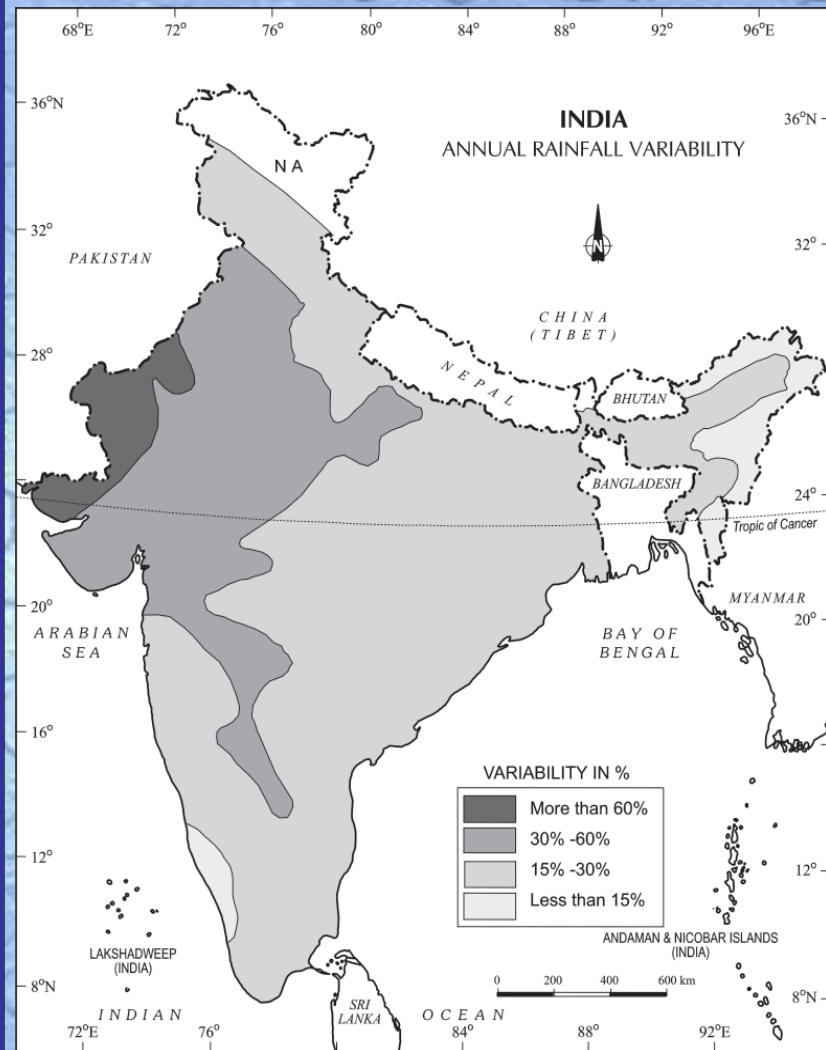 68°E 72° 76° 80° 84° 88° 92° 96°E
36°N
36°N
INDIA
ANNUAL RAINFALL VARIABILITY
NA
N
32°
32°
PAKISTAN
CHINA
(TIBET)
28°
NEPAL
BHUTAN
BANGLADESH
24°
Tropic of Cancer
20°
MYANMAR
20°
ARABIAN
SEA
BAY OF
BENGAL
16°
VARIABILITY IN %
More than 60%
30% -60%
15% -30%
Less than 15%
12°
12°
ANDAMAN & NICOBAR ISLANDS
(INDIA)
LAKSHADWEEP
(INDIA)
0 200 400 600 km
8°N
8°N
INDIAN
SRI
LANKA
OCEAN
72°E 76° 84° 88° 92°E